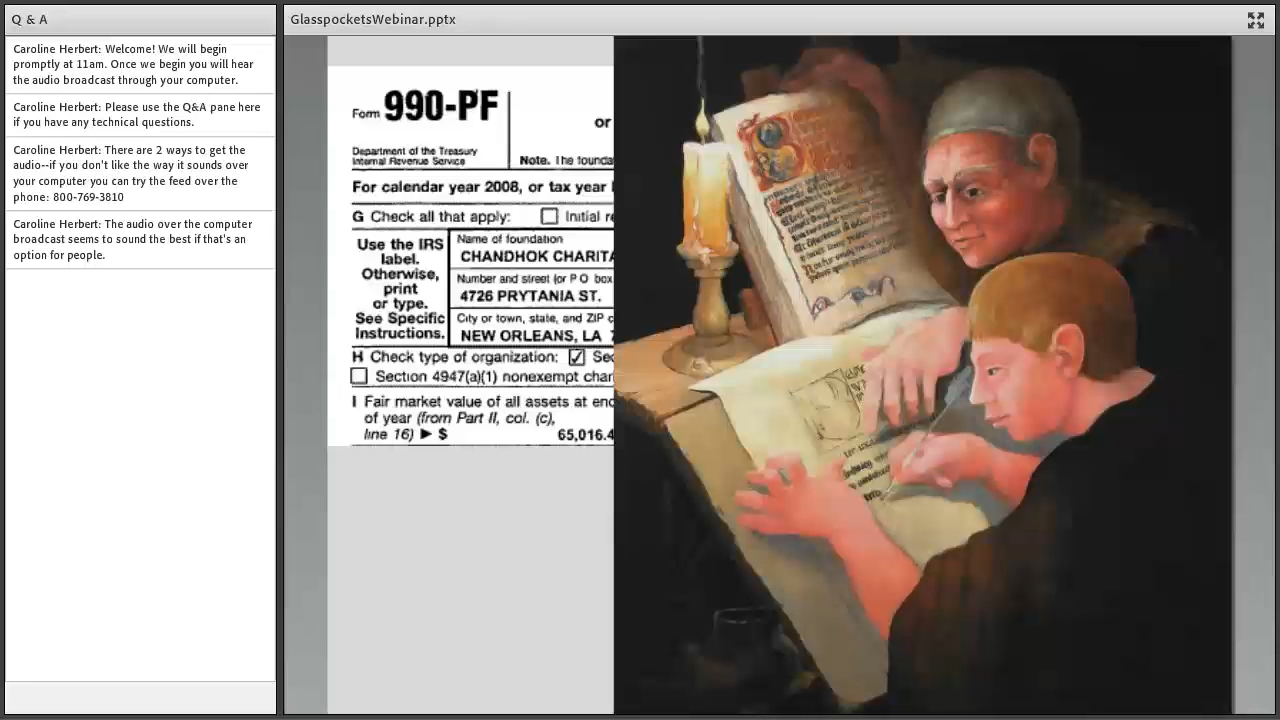 Q & A
Caroline Herbert: Welcome! We will begin
promptly at 11am. Once we begin you will hear
the audio broadcast through your computer.
Caroline Herbert: Please use the Q&A pane here
if you have any technical questions.
Caroline Herbert: There are 2 ways to get the
audio--if you don't like the way it sounds over
your computer you can try the feed over the
phone: 800-769-3810
Caroline Herbert: The audio over the computer
broadcast seems to sound the best if that's an
option for people.
GlasspocketsWebinar.pptx
Form 990-PF
or
Department of the Treasury
Internal Revenue Service
Note. The founda
For calendar year 2008, or tax year
G Check all that apply: Initial re
Use the IRS
label.
Otherwise,
print
or type.
See Specific
Instructions.
Name of foundation
CHANDHOK CHARITA
Number and street (or P O box
4726 PRYTANIA ST.
City or town, state, and ZIP c
NEW ORLEANS, LA
H Check type of organization: Sec
Section 4947(a)(1) nonexempt char
I Fair market value of all assets at end
of year (from Part II, col. (c),
line 16) ► $ 65,016.4